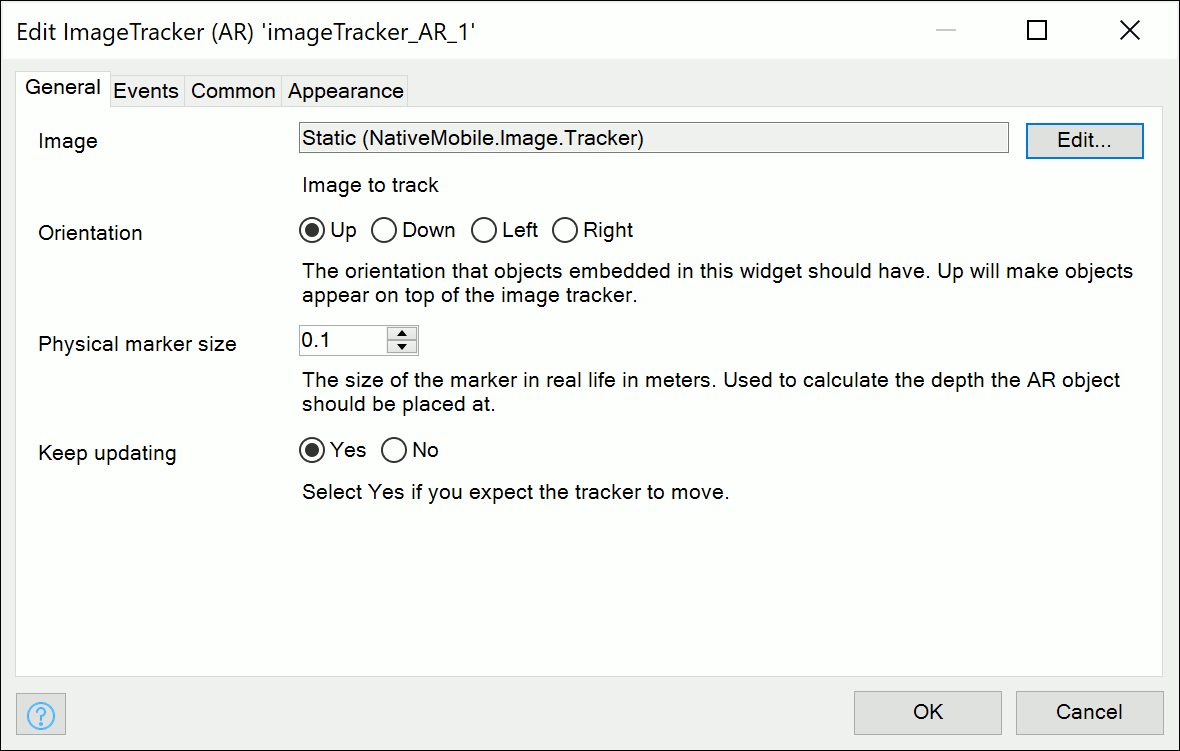 Edit ImageTracker (AR) 'imageTracker_AR_1'
General Events Common Appearance
Image Static (NativeMobile.Image.Tracker) Edit...
Image to track
Orientation Up Down Left Right
The orientation that objects embedded in this widget should have. Up will make objects
appear on top of the image tracker.
Physical marker size 0.1
The size of the marker in real life in meters. Used to calculate the depth the AR object
should be placed at.
Keep updating Yes No
Select Yes if you expect the tracker to move.
? OK Cancel